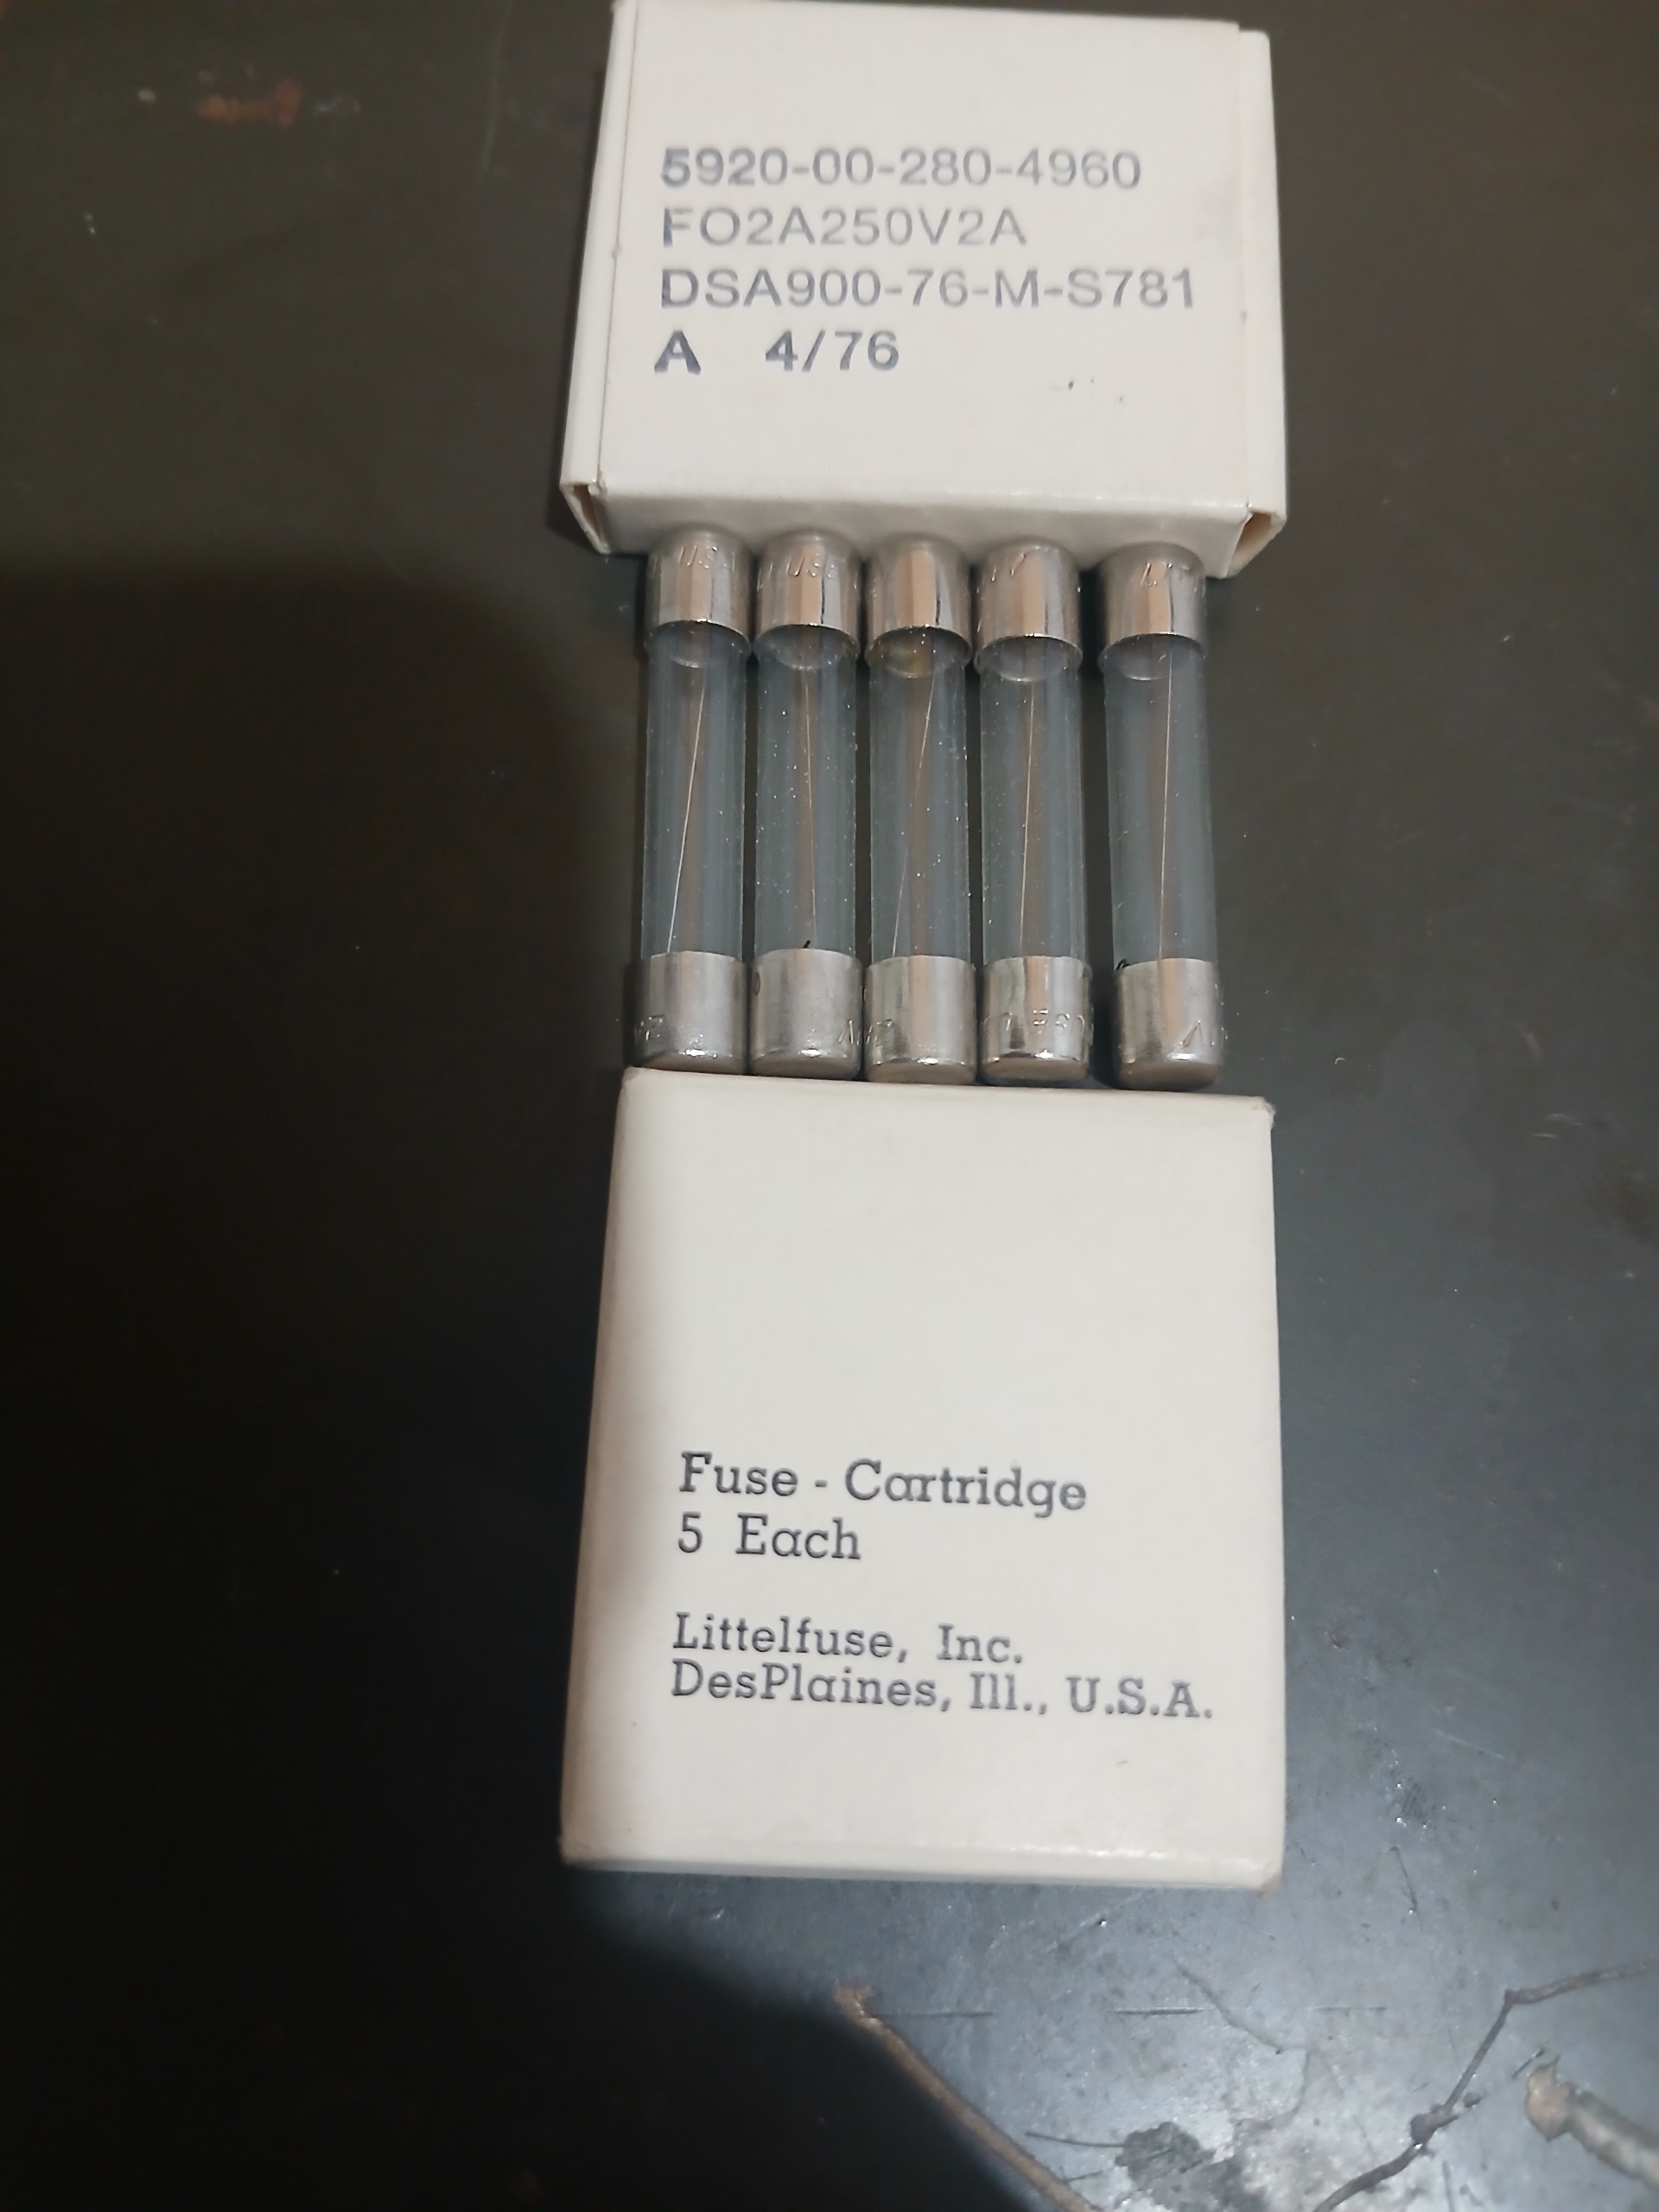 5920-00-280-4960
FO2A250V2A
DSA900-76-M-S781
A 4/76
Fuse - Cartridge
5 Each
Littelfuse, Inc.
DesPlaines, Ill., U.S.A.